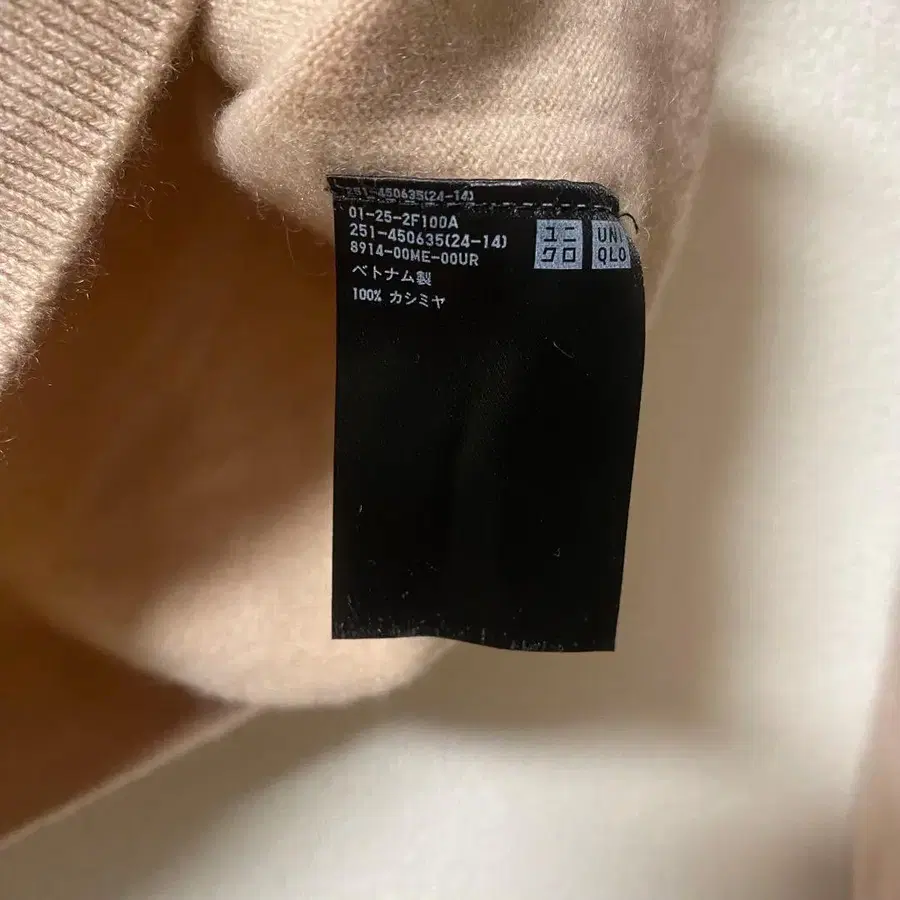 251-450635(24-14)
01-25-2F100A
251-450635(24-14)
8914-00ME-00UR
ベトナム製
100% カシミヤ
ユニ
クロ
UNI
QLO